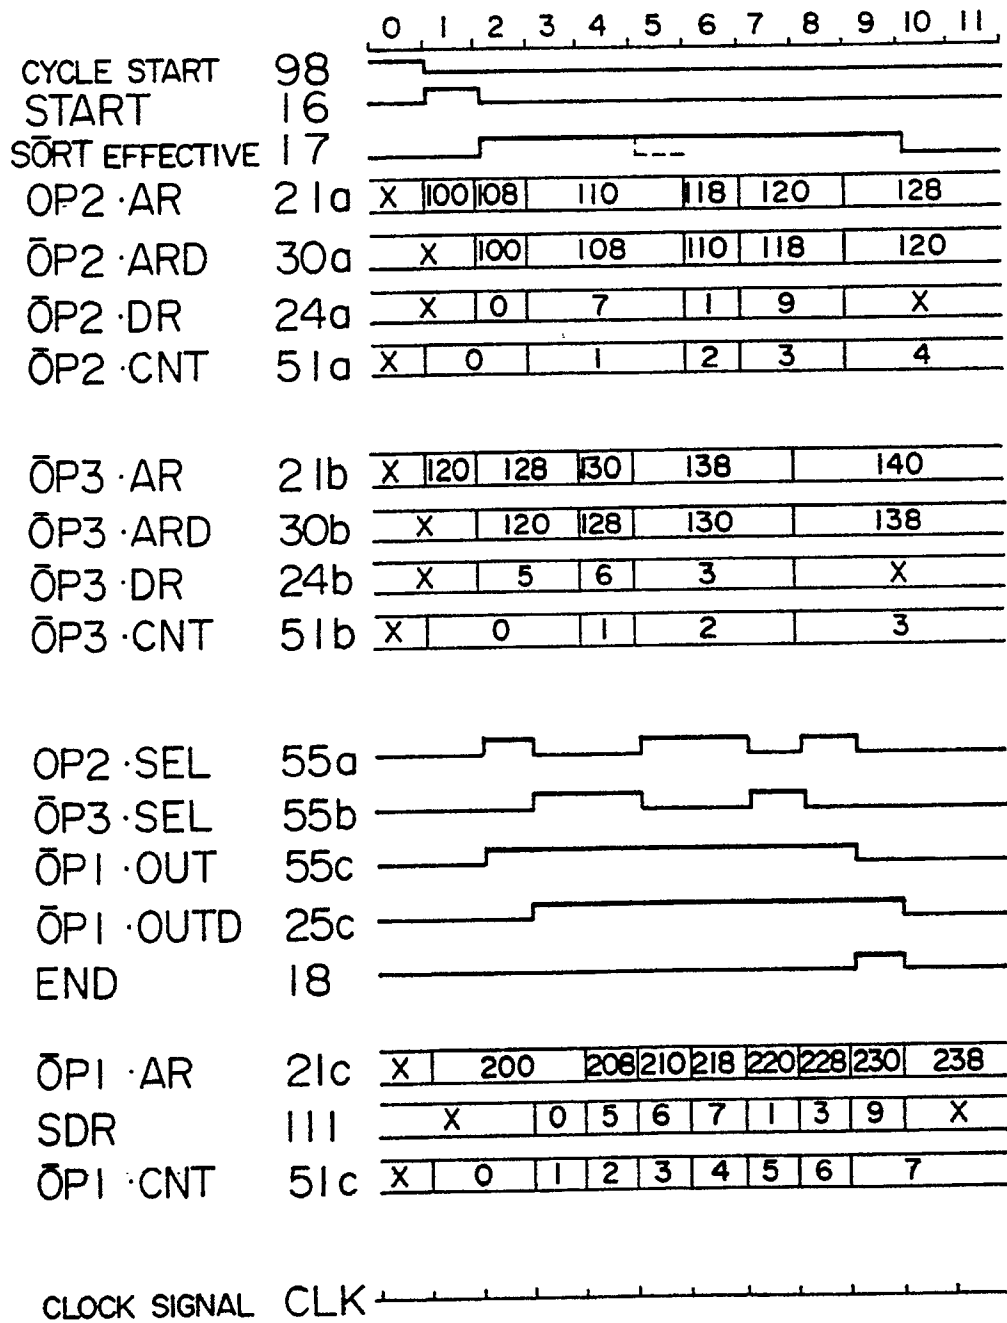 0 1 2 3 4 5 6 7 8 9 10 11
CYCLE START 98
START 16
SŌRT EFFECTIVE 17
OP2·AR 21a X 100 108 110 118 120 128
ŌP2·ARD 30a X 100 108 110 118 120
ŌP2·DR 24a X 0 7 1 9 X
ŌP2·CNT 51a X 0 1 2 3 4
ŌP3·AR 21b X 120 128 130 138 140
ŌP3·ARD 30b X 120 128 130 138
ŌP3·DR 24b X 5 6 3 X
ŌP3·CNT 51b X 0 1 2 3
OP2·SEL 55a
ŌP3·SEL 55b
ŌP1·OUT 55c
ŌP1·OUTD 25c
END 18
ŌP1·AR 21c X 200 208 210 218 220 228 230 238
SDR 111 X 0 5 6 7 1 3 9 X
ŌP1·CNT 51c X 0 1 2 3 4 5 6 7
CLOCK SIGNAL CLK